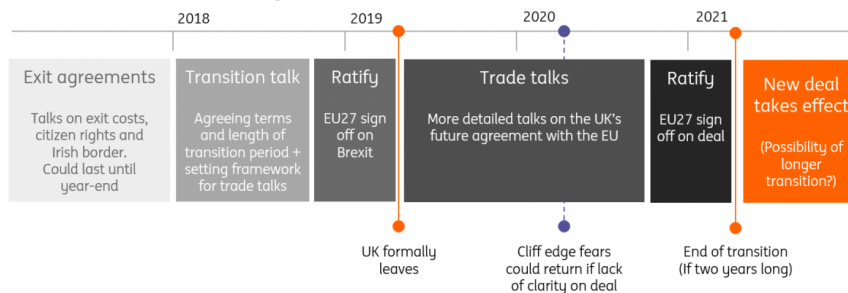 2018
2019
2020
2021
Exit agreements
Talks on exit costs,
citizen rights and
Irish border.
Could last until
year-end
Transition talk
Agreeing terms
and length of
transition period +
setting framework
for trade talks
Ratify
EU27 sign
off on
Brexit
Trade talks
More detailed talks on the UK's
future agreement with the EU
Ratify
EU27 sign
off on deal
New deal
takes effect
(Possibility of
longer
transition?)
UK formally
leaves
Cliff edge fears
could return if lack
of clarity on deal
End of transition
(If two years long)